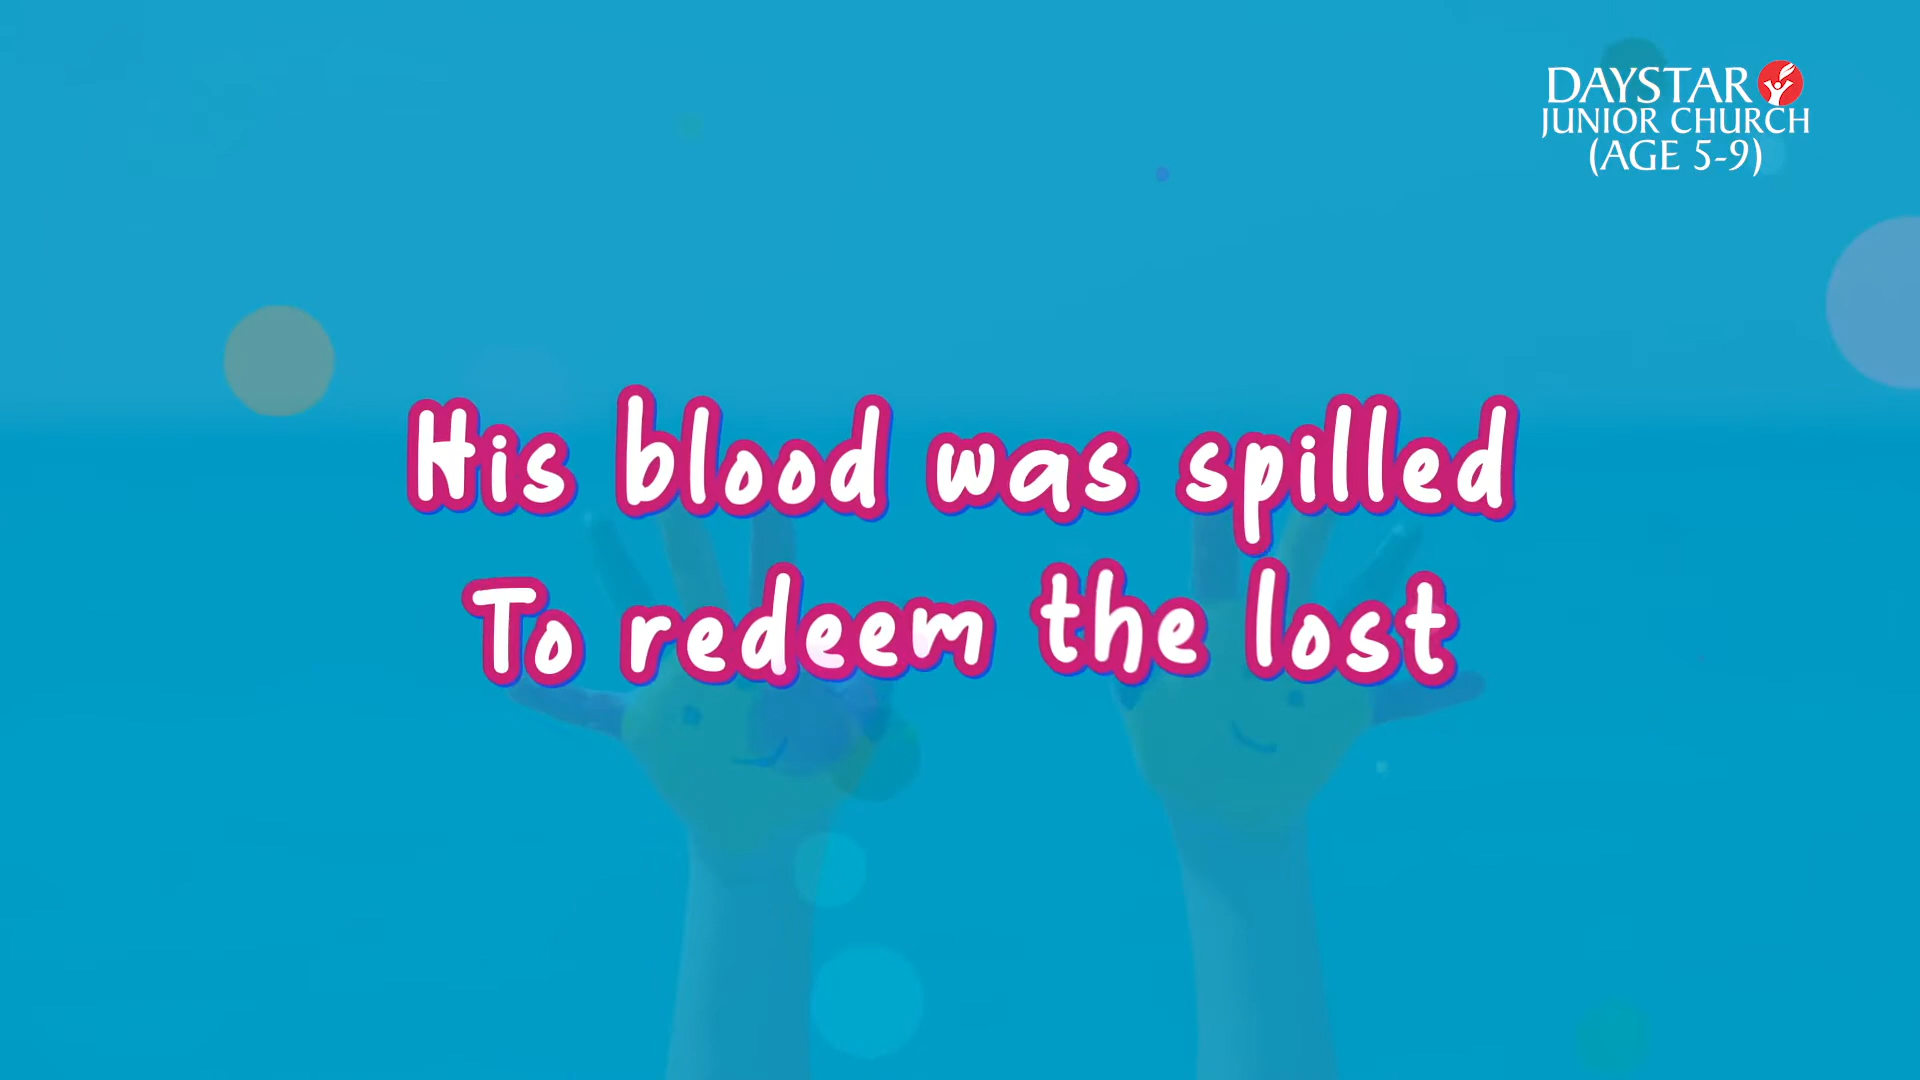 DAYSTAR
JUNIOR CHURCH
(AGE 5-9)
His blood was spilled
To redeem the lost